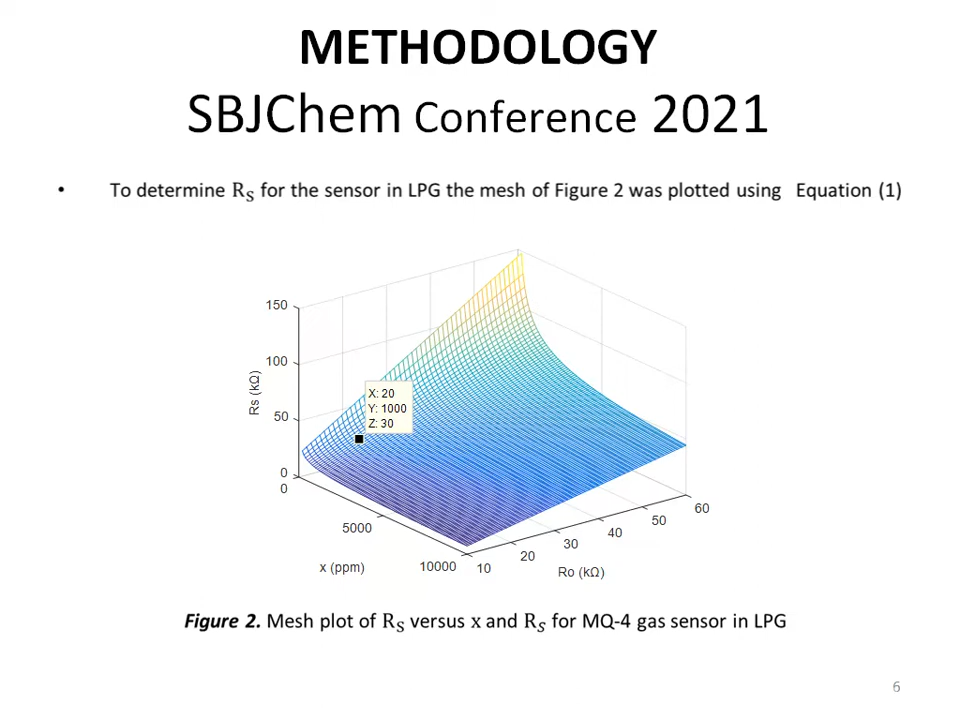 METHODOLOGY
SBJChem Conference 2021
• To determine R_S for the sensor in LPG the mesh of Figure 2 was plotted using Equation (1)
150
100
50
0
Rs (kΩ)
X: 20
Y: 1000
Z: 30
0
5000
10000
x (ppm)
10
20
30
40
50
60
Ro (kΩ)
Figure 2. Mesh plot of R_S versus x and R_S for MQ-4 gas sensor in LPG
6